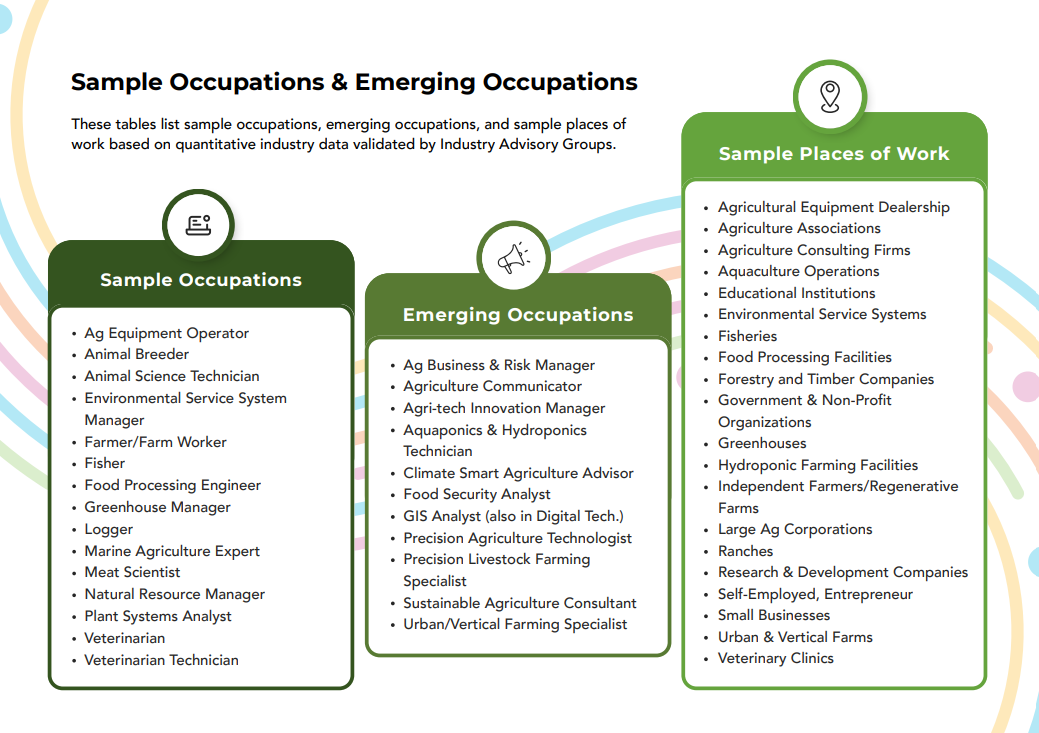 Sample Occupations & Emerging Occupations
These tables list sample occupations, emerging occupations, and sample places of
work based on quantitative industry data validated by Industry Advisory Groups.
Sample Occupations
• Ag Equipment Operator
• Animal Breeder
• Animal Science Technician
• Environmental Service System
Manager
• Farmer/Farm Worker
• Fisher
• Food Processing Engineer
• Greenhouse Manager
• Logger
• Marine Agriculture Expert
• Meat Scientist
• Natural Resource Manager
• Plant Systems Analyst
• Veterinarian
• Veterinarian Technician
Emerging Occupations
• Ag Business & Risk Manager
• Agriculture Communicator
• Agri-tech Innovation Manager
• Aquaponics & Hydroponics
Technician
• Climate Smart Agriculture Advisor
• Food Security Analyst
• GIS Analyst (also in Digital Tech.)
• Precision Agriculture Technologist
• Precision Livestock Farming
Specialist
• Sustainable Agriculture Consultant
• Urban/Vertical Farming Specialist
Sample Places of Work
• Agricultural Equipment Dealership
• Agriculture Associations
• Agriculture Consulting Firms
• Aquaculture Operations
• Educational Institutions
• Environmental Service Systems
• Fisheries
• Food Processing Facilities
• Forestry and Timber Companies
• Government & Non-Profit
Organizations
• Greenhouses
• Hydroponic Farming Facilities
• Independent Farmers/Regenerative
Farms
• Large Ag Corporations
• Ranches
• Research & Development Companies
• Self-Employed, Entrepreneur
• Small Businesses
• Urban & Vertical Farms
• Veterinary Clinics